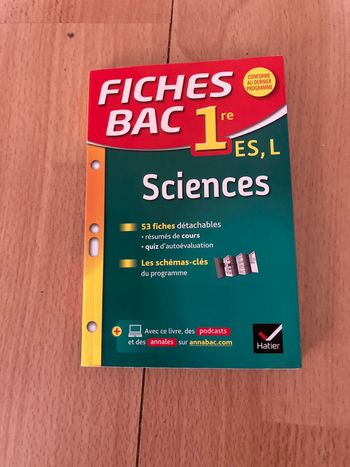 FICHES
BAC
1re
ES, L
CONFORME
AU DERNIER
PROGRAMME
Sciences
53 fiches détachables
• résumés de cours
• quiz d'autoévaluation
Les schémas-clés
du programme
+ Avec ce livre, des podcasts
et des annales sur annabac.com
Hatier